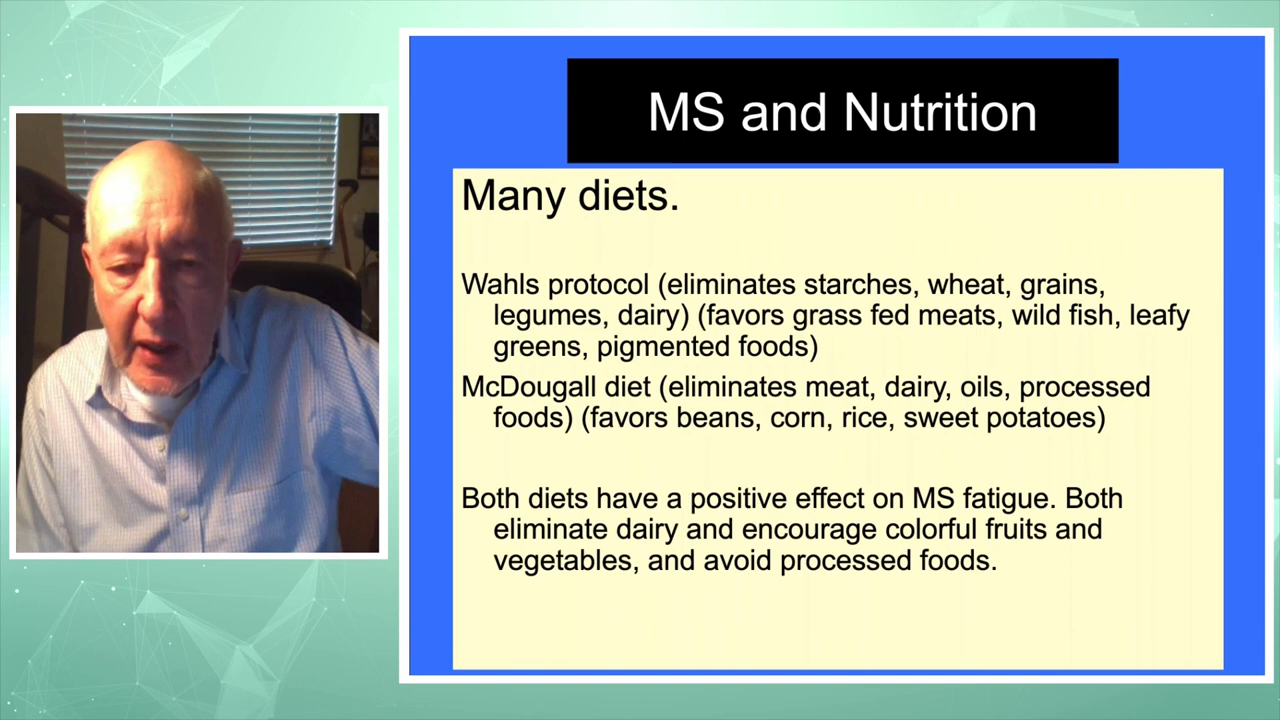 MS and Nutrition
Many diets.
Wahls protocol (eliminates starches, wheat, grains,
legumes, dairy) (favors grass fed meats, wild fish, leafy
greens, pigmented foods)
McDougall diet (eliminates meat, dairy, oils, processed
foods) (favors beans, corn, rice, sweet potatoes)
Both diets have a positive effect on MS fatigue. Both
eliminate dairy and encourage colorful fruits and
vegetables, and avoid processed foods.